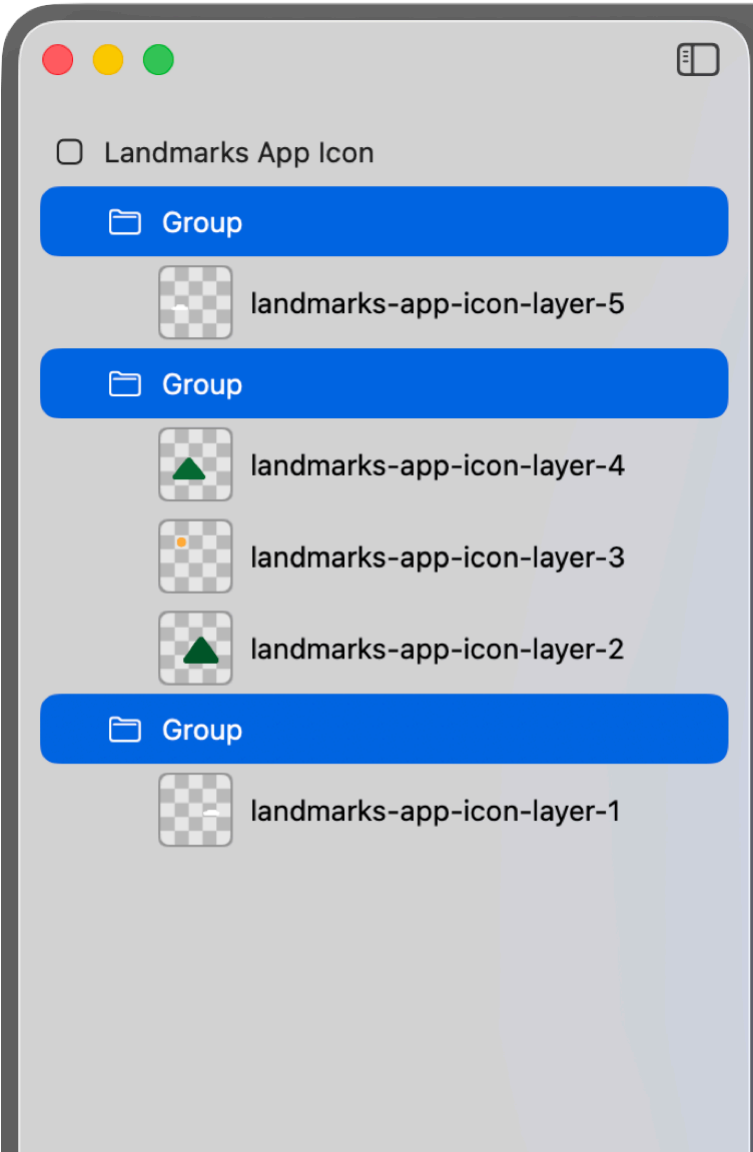 Landmarks App Icon
Group
landmarks-app-icon-layer-5
Group
landmarks-app-icon-layer-4
landmarks-app-icon-layer-3
landmarks-app-icon-layer-2
Group
landmarks-app-icon-layer-1